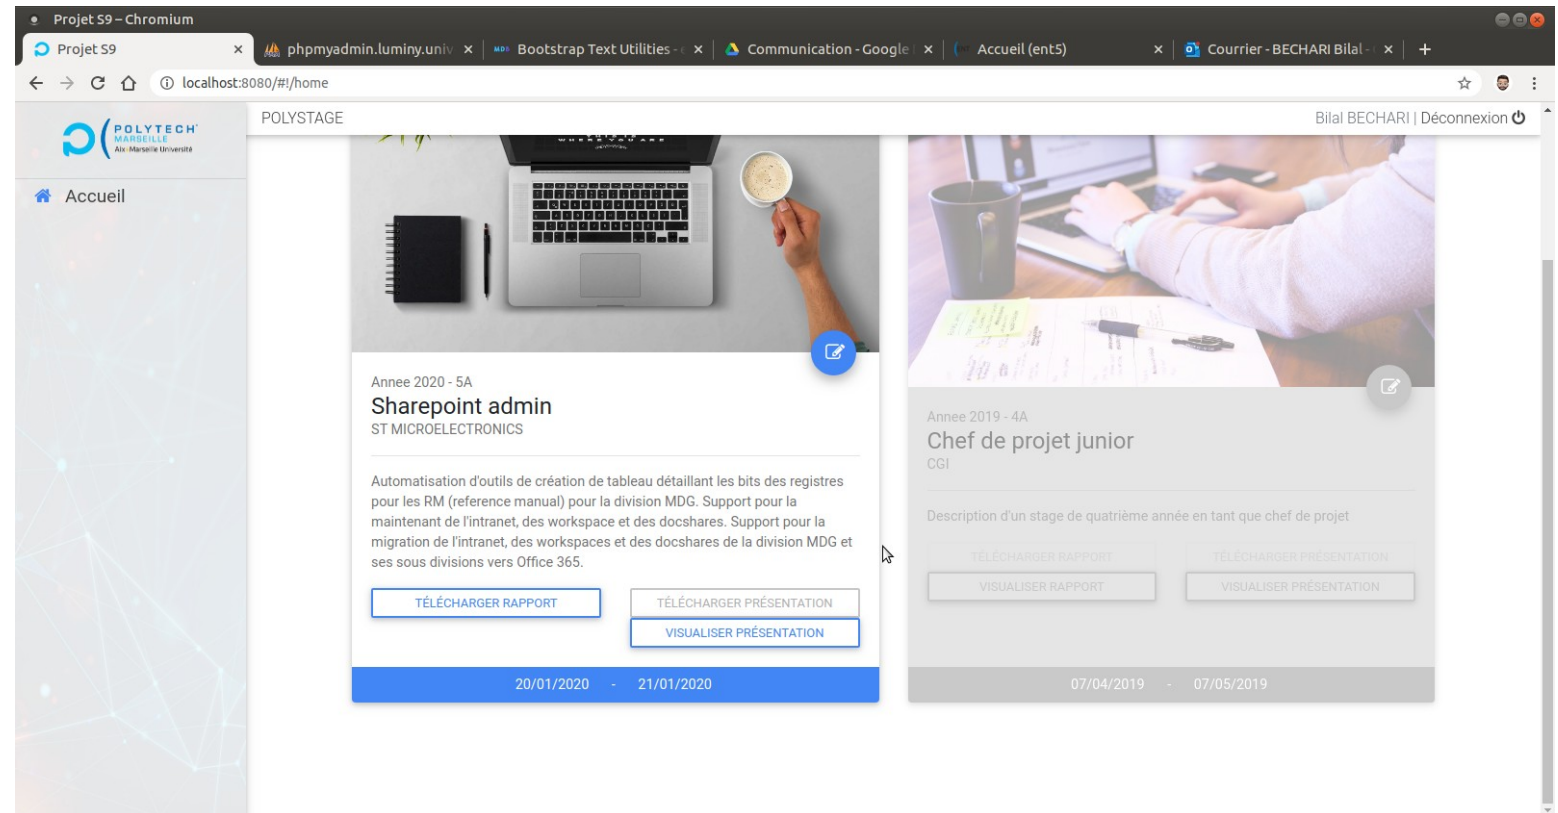 Projet S9 – Chromium
Projet S9
phpmyadmin.luminy.univ
Bootstrap Text Utilities -
Communication - Google
Accueil (ent5)
Courrier - BECHARI Bilal -
localhost:8080/#!/home
POLYTECH'
MARSEILLE
Aix-Marseille Université
POLYSTAGE
Bilal BECHARI | Déconnexion
Accueil
WHERE YOU ARE
Annee 2020 - 5A
Sharepoint admin
ST MICROELECTRONICS
Automatisation d'outils de création de tableau détaillant les bits des registres
pour les RM (reference manual) pour la division MDG. Support pour la
maintenant de l'intranet, des workspace et des docshares. Support pour la
migration de l'intranet, des workspaces et des docshares de la division MDG et
ses sous divisions vers Office 365.
TÉLÉCHARGER RAPPORT
TÉLÉCHARGER PRÉSENTATION
VISUALISER PRÉSENTATION
20/01/2020 - 21/01/2020
Annee 2019 - 4A
Chef de projet junior
CGI
Description d'un stage de quatrième année en tant que chef de projet
TÉLÉCHARGER RAPPORT
TÉLÉCHARGER PRÉSENTATION
VISUALISER RAPPORT
VISUALISER PRÉSENTATION
07/04/2019 - 07/05/2019